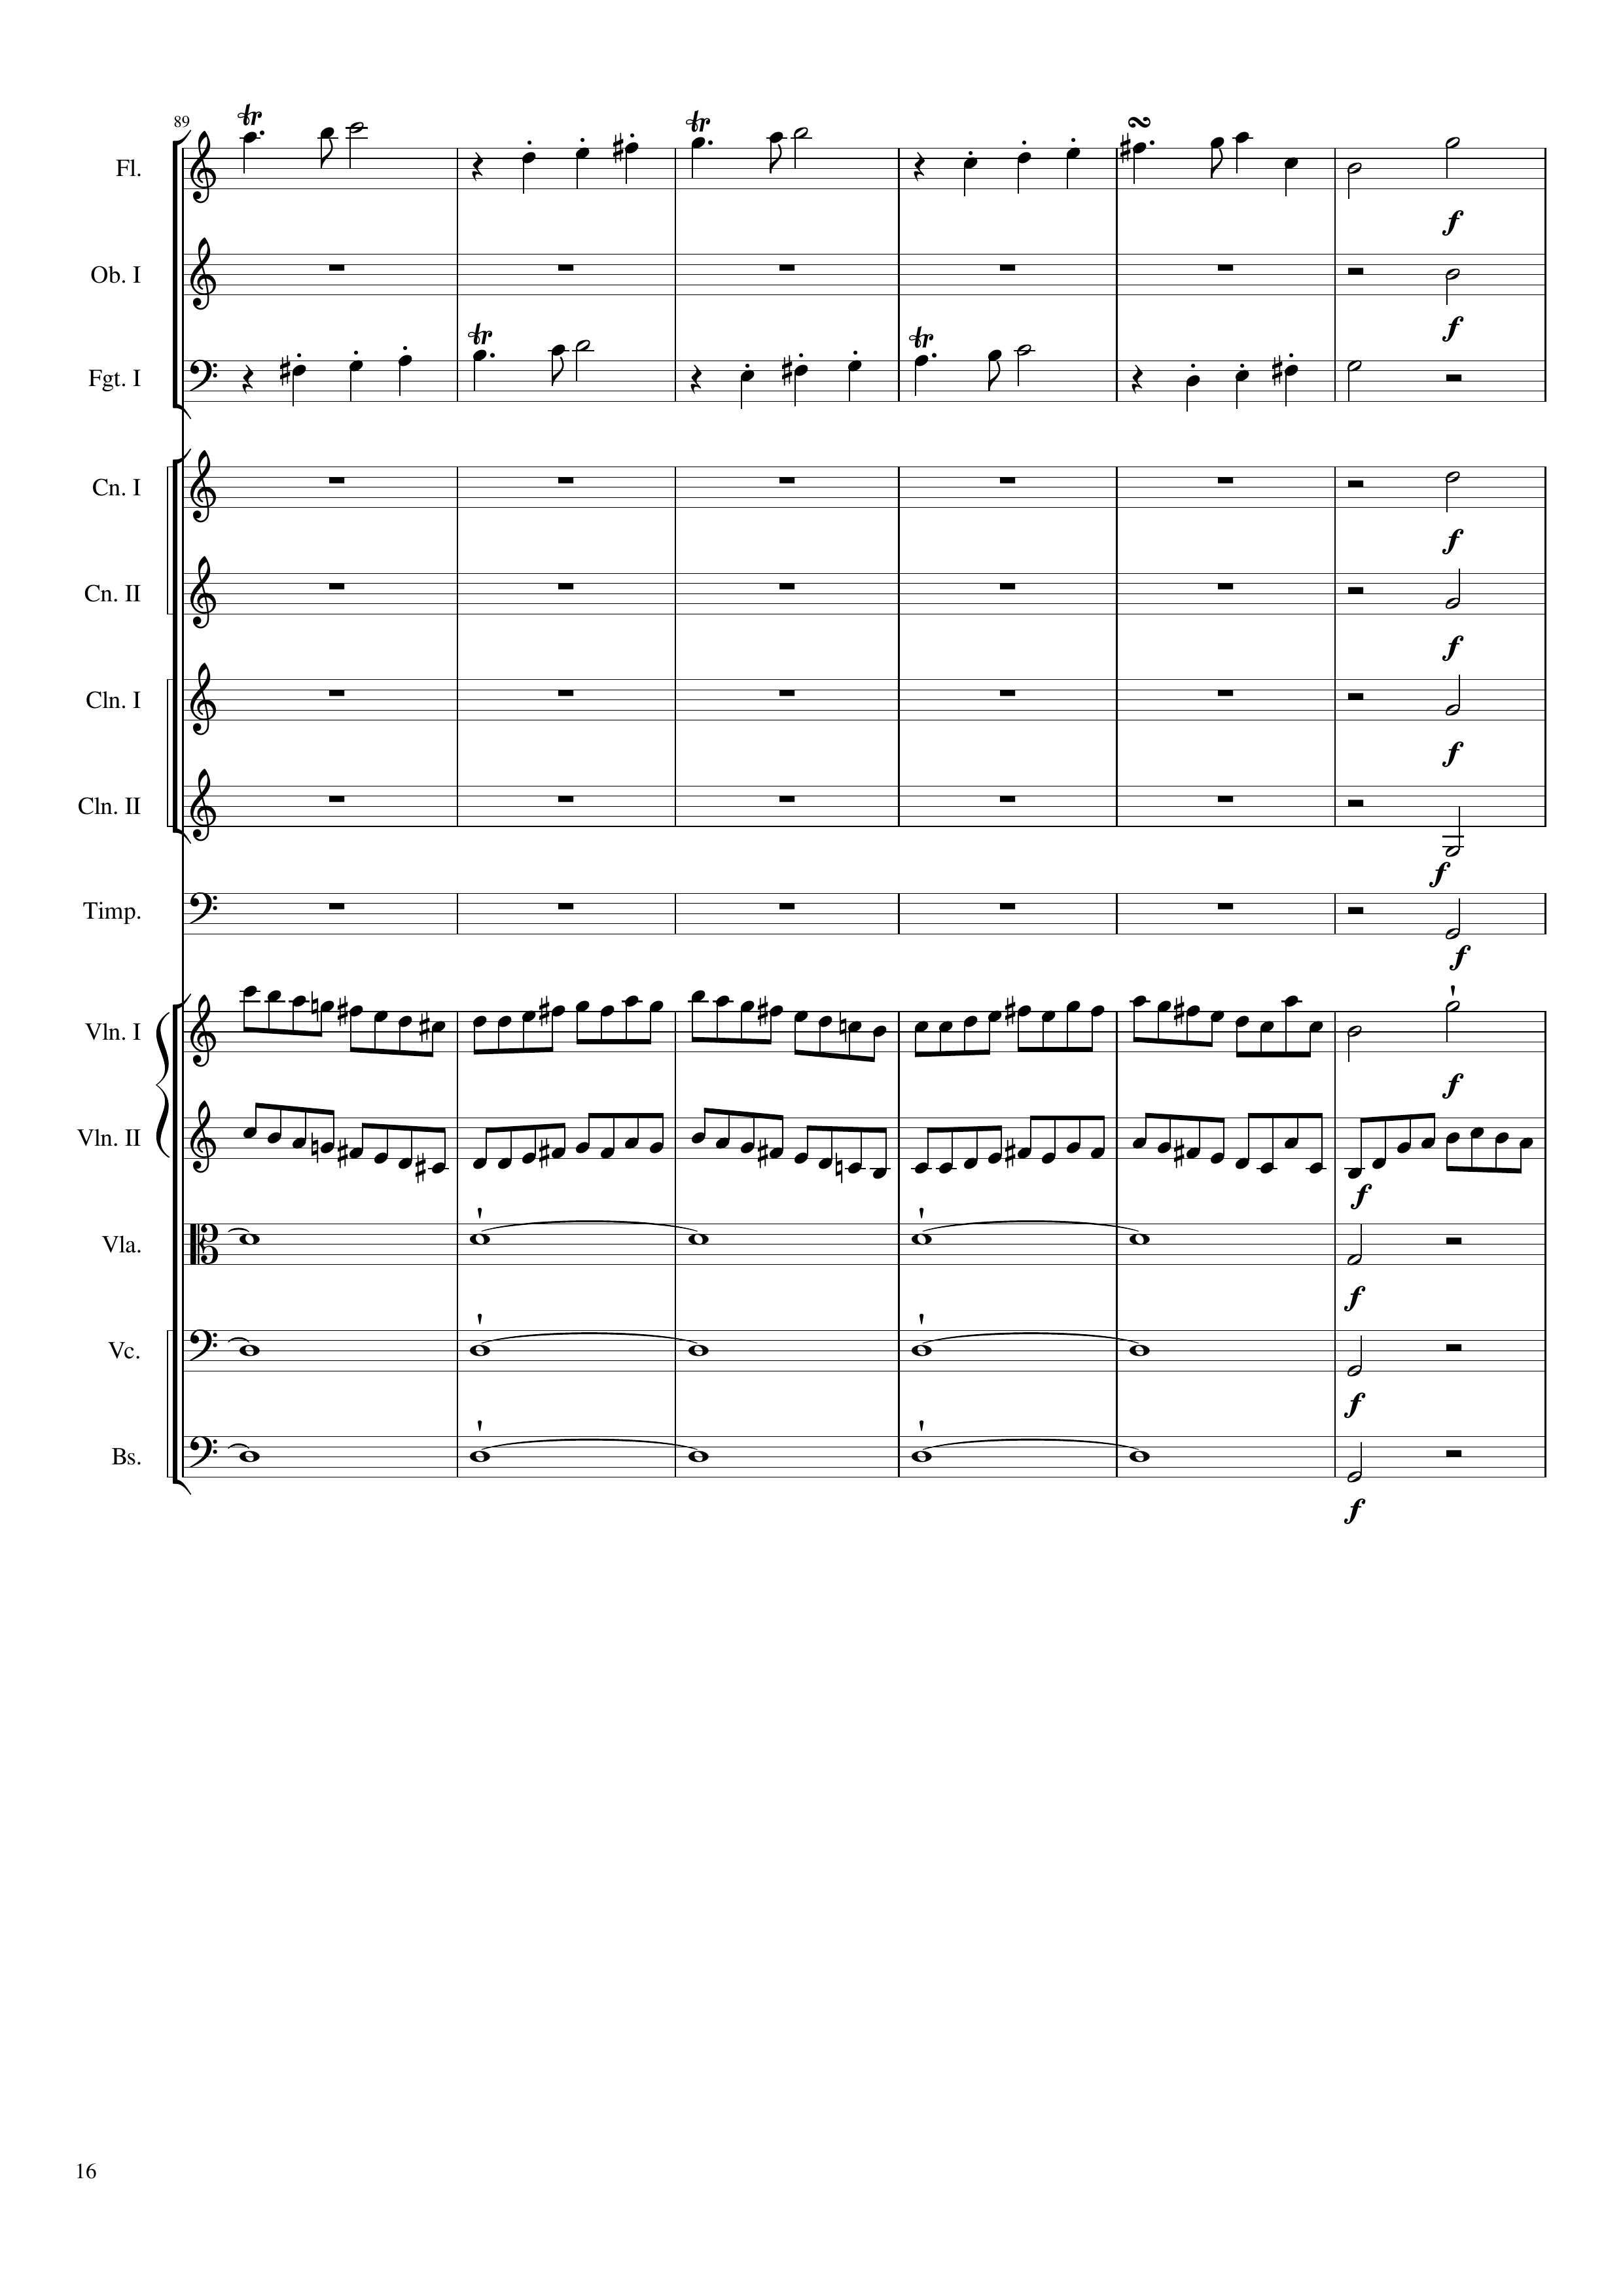 89
Fl.
f
Ob. I
f
Fgt. I
Cn. I
f
Cn. II
f
Cln. I
f
Cln. II
f
Timp.
f
Vln. I
f
Vln. II
f
Vla.
f
Vc.
f
Bs.
f
16